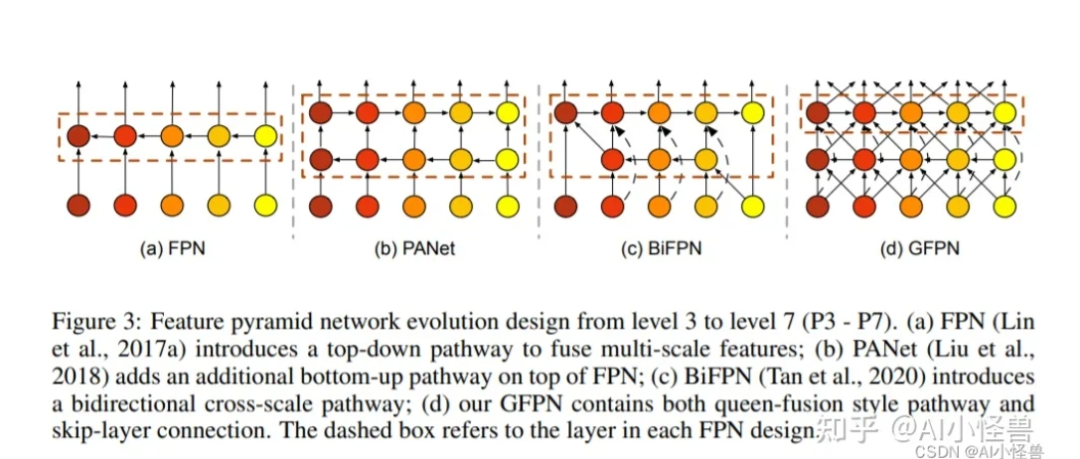 (a) FPN (b) PANet (c) BiFPN (d) GFPN
Figure 3: Feature pyramid network evolution design from level 3 to level 7 (P3 - P7). (a) FPN (Lin
et al., 2017a) introduces a top-down pathway to fuse multi-scale features; (b) PANet (Liu et al.,
2018) adds an additional bottom-up pathway on top of FPN; (c) BiFPN (Tan et al., 2020) introduces
a bidirectional cross-scale pathway; (d) our GFPN contains both queen-fusion style pathway and
skip-layer connection. The dashed box refers to the layer in each FPN design.
知乎 @AI小怪兽
CSDN @AI小怪兽